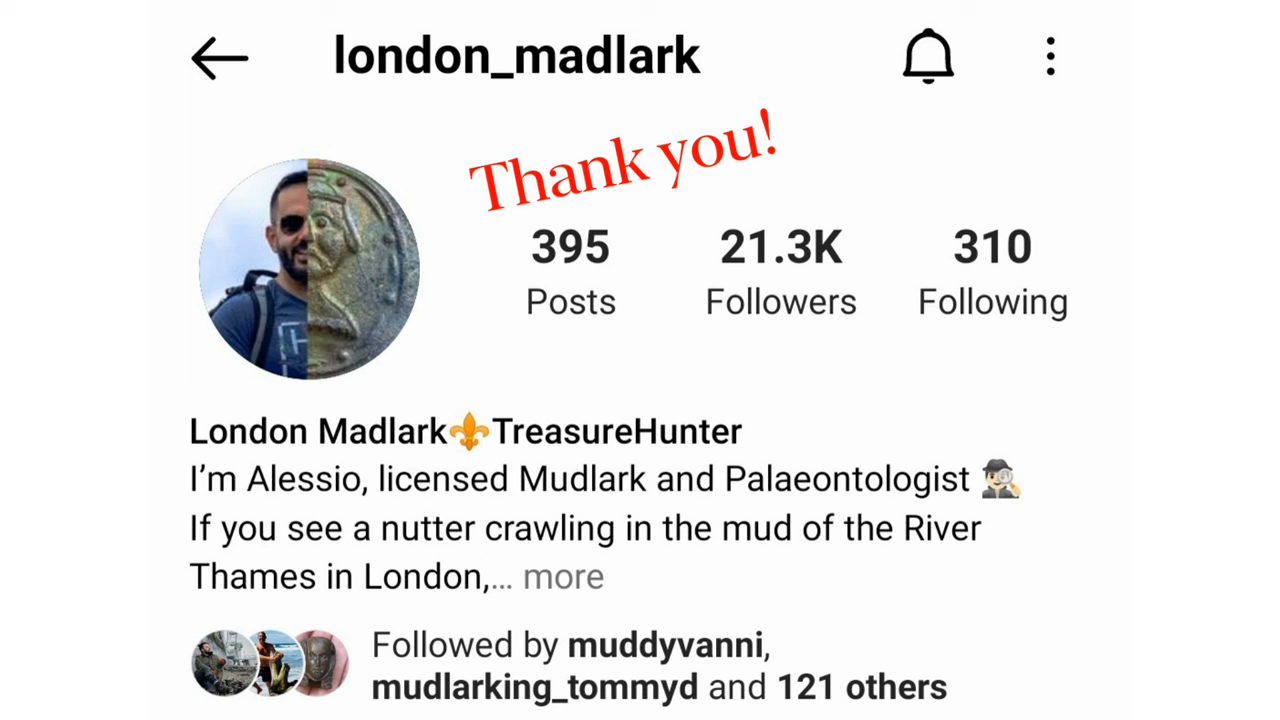 london_madlark
Thank you!
395
21.3K
310
Posts
Followers
Following
London Madlark⚜️TreasureHunter
I’m Alessio, licensed Mudlark and Palaeontologist 🕵🏻‍♂️
If you see a nutter crawling in the mud of the River
Thames in London,… more
Followed by muddyvanni,
mudlarking_tommyd and 121 others